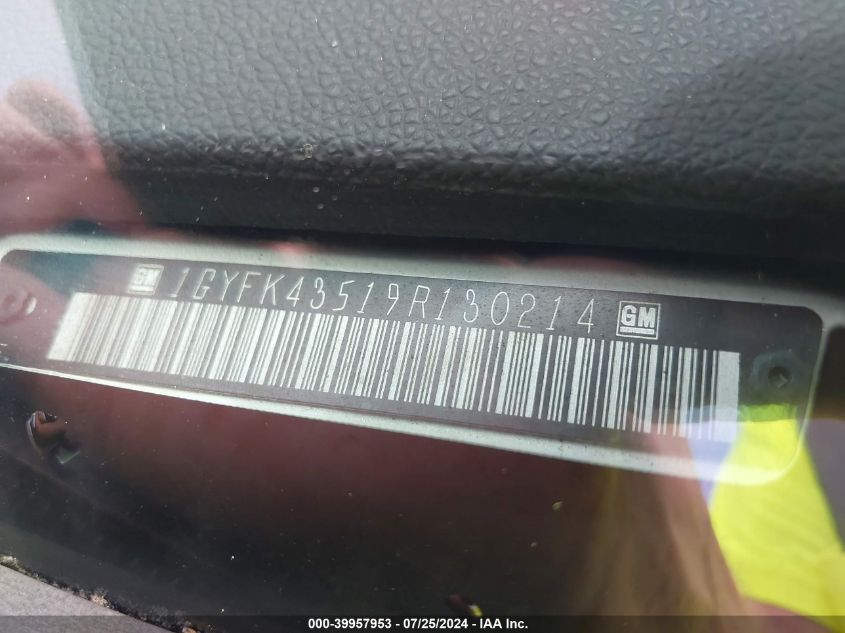 GM 1GYFK43519R130214 GM
000-39957953 - 07/25/2024 - IAA Inc.